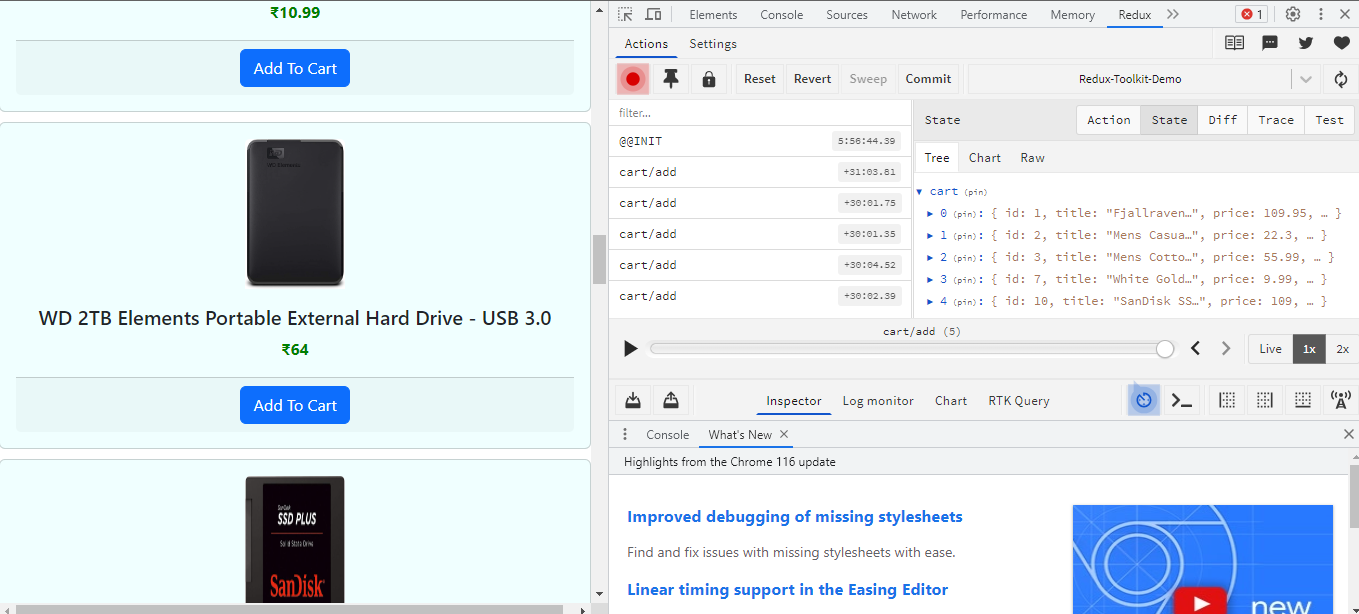 ₹10.99
Add To Cart
WD 2TB Elements Portable External Hard Drive - USB 3.0
₹64
Add To Cart
SanDisk
SSD PLUS
Solid State Drive
SanDisk
Elements Console Sources Network Performance Memory Redux 1
Actions Settings
Reset Revert Sweep Commit Redux-Toolkit-Demo
filter...
@@INIT 5:56:44.39
cart/add +31:03.81
cart/add +30:01.75
cart/add +30:01.35
cart/add +30:04.52
cart/add +30:02.39
State Action State Diff Trace Test
Tree Chart Raw
cart (pin)
0 (pin): { id: 1, title: "Fjallraven…", price: 109.95, … }
1 (pin): { id: 2, title: "Mens Casua…", price: 22.3, … }
2 (pin): { id: 3, title: "Mens Cotto…", price: 55.99, … }
3 (pin): { id: 7, title: "White Gold…", price: 9.99, … }
4 (pin): { id: 10, title: "SanDisk SS…", price: 109, … }
cart/add (5)
Live 1x 2x
Inspector Log monitor Chart RTK Query
Console What's New
Highlights from the Chrome 116 update
Improved debugging of missing stylesheets
Find and fix issues with missing stylesheets with ease.
Linear timing support in the Easing Editor
new